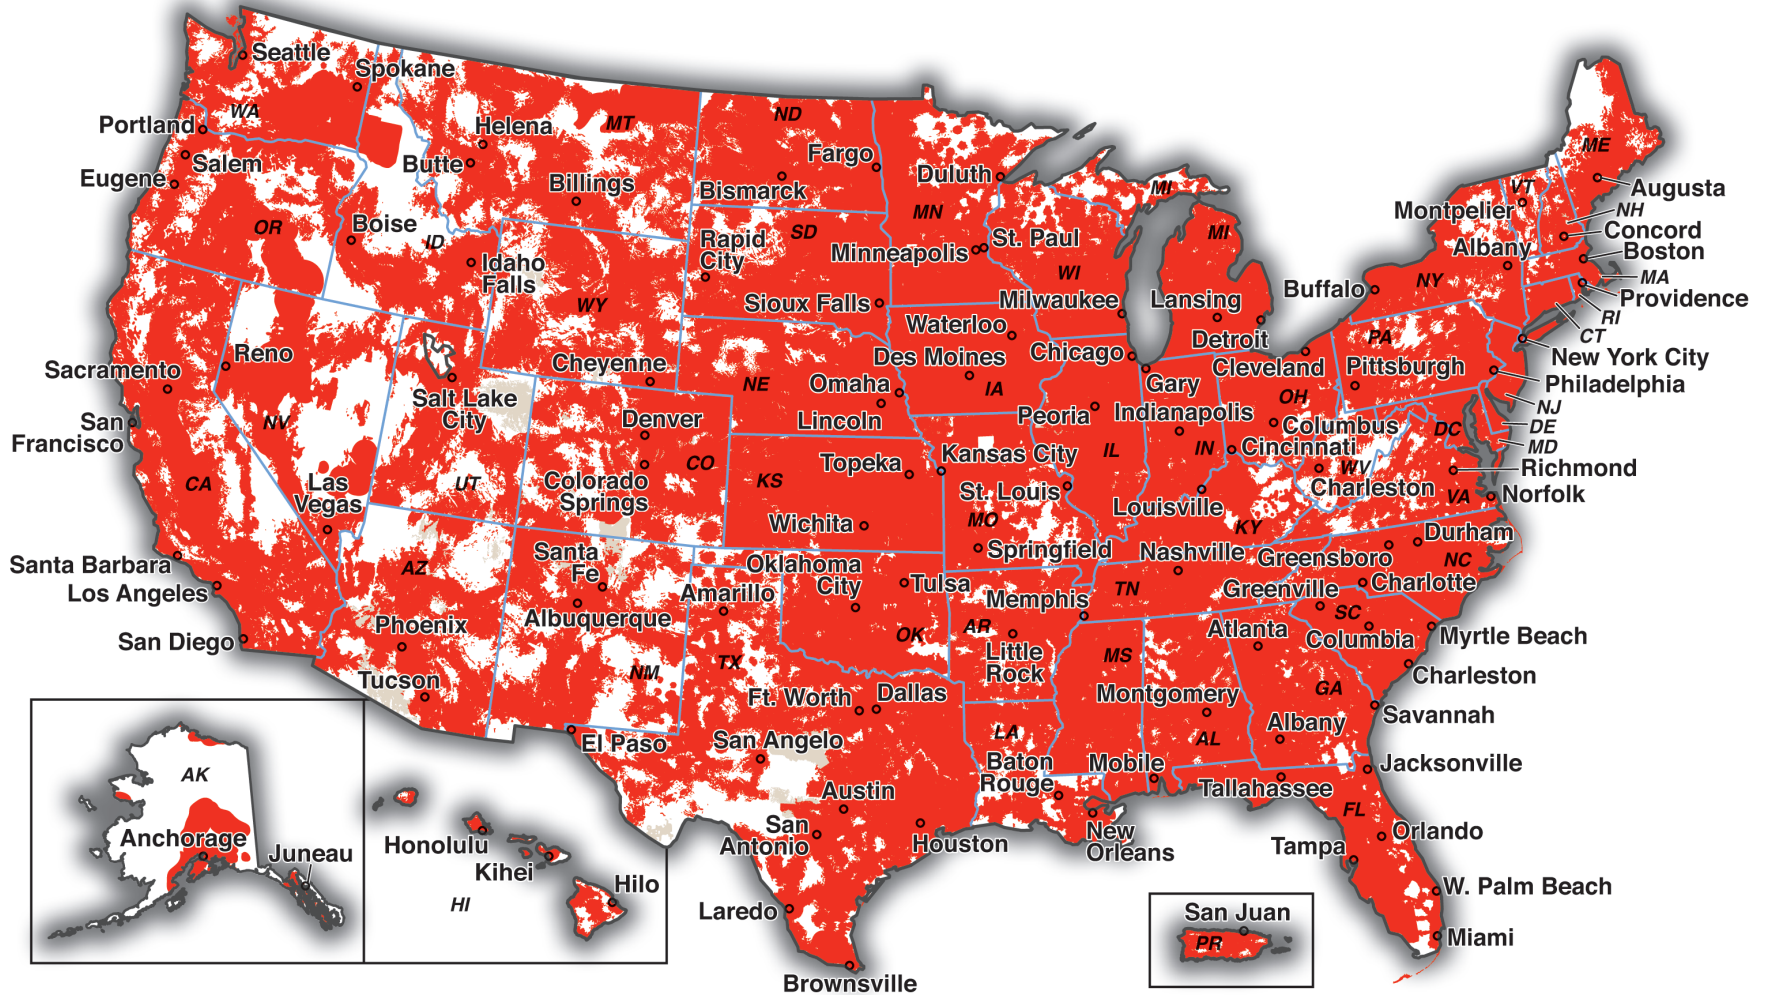 Seattle
Spokane
WA
Portland
Salem
Eugene
OR
Helena
MT
Butte
Billings
Boise
ID
Idaho
Falls
ND
Fargo
Bismarck
Duluth
MN
MI
Rapid
City
SD
Minneapolis
St. Paul
WI
MI
Sioux Falls
WY
Milwaukee
Lansing
Waterloo
Detroit
ME
Augusta
VT
Montpelier
NH
Concord
Albany
Boston
MA
Buffalo
NY
Providence
RI
CT
New York City
Philadelphia
NJ
DE
MD
DC
Richmond
Norfolk
VA
PA
Pittsburgh
Cleveland
OH
Columbus
Cincinnati
WV
Charleston
Reno
Sacramento
San
Francisco
NV
CA
Las
Vegas
Salt Lake
City
UT
Cheyenne
Denver
CO
Colorado
Springs
NE
Omaha
Lincoln
Des Moines
IA
Chicago
Gary
Peoria
Indianapolis
IL
IN
KS
Topeka
Kansas City
St. Louis
Louisville
KY
Wichita
MO
Springfield
Santa Barbara
Los Angeles
San Diego
AZ
Phoenix
Tucson
Santa
Fe
Albuquerque
NM
Amarillo
Oklahoma
City
Tulsa
OK
AR
Little
Rock
Memphis
Nashville
TN
Greensboro
Durham
NC
Charlotte
Greenville
SC
Columbia
Myrtle Beach
Charleston
Atlanta
GA
Savannah
Albany
MS
Montgomery
AL
TX
Ft. Worth
Dallas
El Paso
San Angelo
LA
Baton
Rouge
Mobile
Tallahassee
Jacksonville
FL
Orlando
Tampa
W. Palm Beach
Miami
Austin
San
Antonio
Houston
New
Orleans
Laredo
Brownsville
AK
Anchorage
Juneau
Honolulu
Kihei
Hilo
HI
San Juan
PR